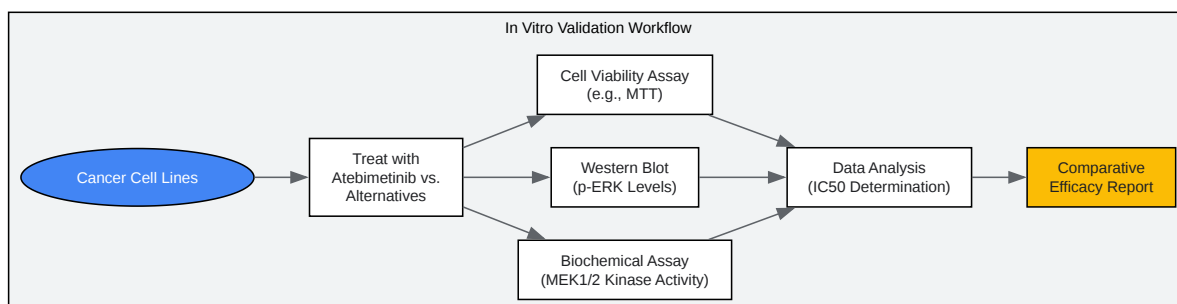 In Vitro Validation Workflow
Cancer Cell Lines
Treat with
Atebimetinib vs.
Alternatives
Cell Viability Assay
(e.g., MTT)
Western Blot
(p-ERK Levels)
Biochemical Assay
(MEK1/2 Kinase Activity)
Data Analysis
(IC50 Determination)
Comparative
Efficacy Report